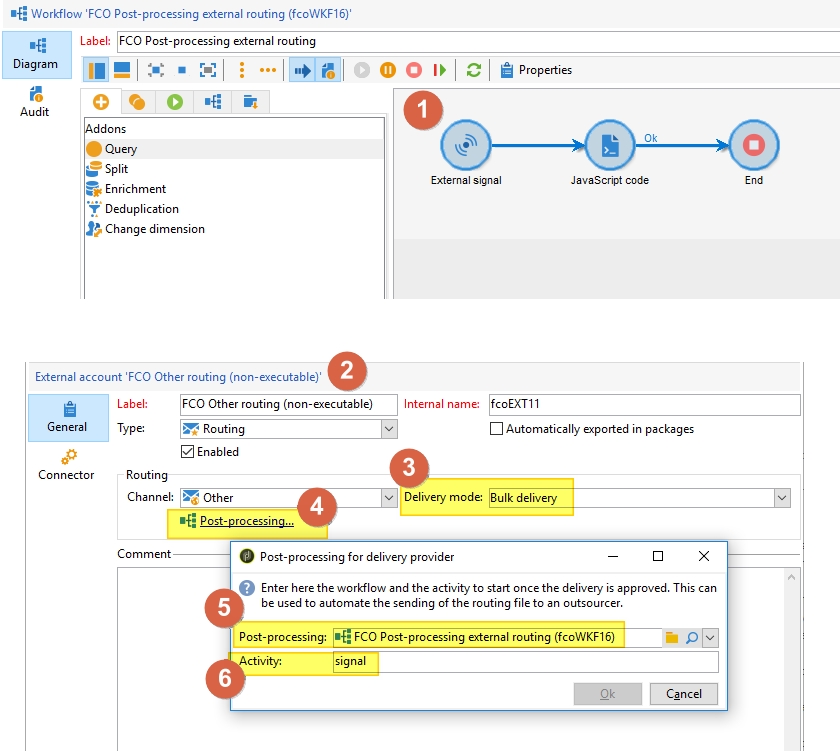 Workflow 'FCO Post-processing external routing (fcoWKF16)'
Diagram
Audit
Label: FCO Post-processing external routing
Properties
Addons
Query
Split
Enrichment
Deduplication
Change dimension
1
External signal
JavaScript code
Ok
End
External account 'FCO Other routing (non-executable)'
2
General
Connector
Label: FCO Other routing (non-executable) Internal name: fcoEXT11
Type: Routing Automatically exported in packages
Enabled
Routing
3
Channel: Other Delivery mode: Bulk delivery
4
Post-processing...
Comment
Post-processing for delivery provider
Enter here the workflow and the activity to start once the delivery is approved. This can
be used to automate the sending of the routing file to an outsourcer.
5
Post-processing: FCO Post-processing external routing (fcoWKF16)
6
Activity: signal
Ok Cancel